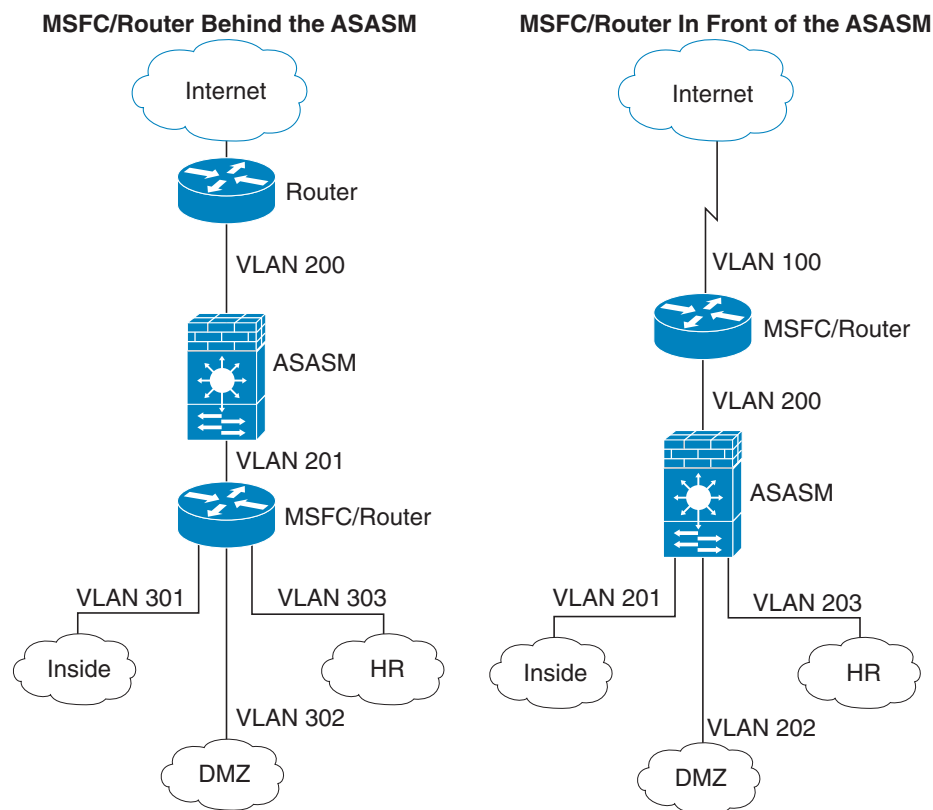 MSFC/Router Behind the ASASM
Internet
Router
VLAN 200
ASASM
VLAN 201
MSFC/Router
VLAN 301
VLAN 303
Inside
HR
VLAN 302
DMZ
MSFC/Router In Front of the ASASM
Internet
VLAN 100
MSFC/Router
VLAN 200
ASASM
VLAN 201
VLAN 203
Inside
HR
VLAN 202
DMZ